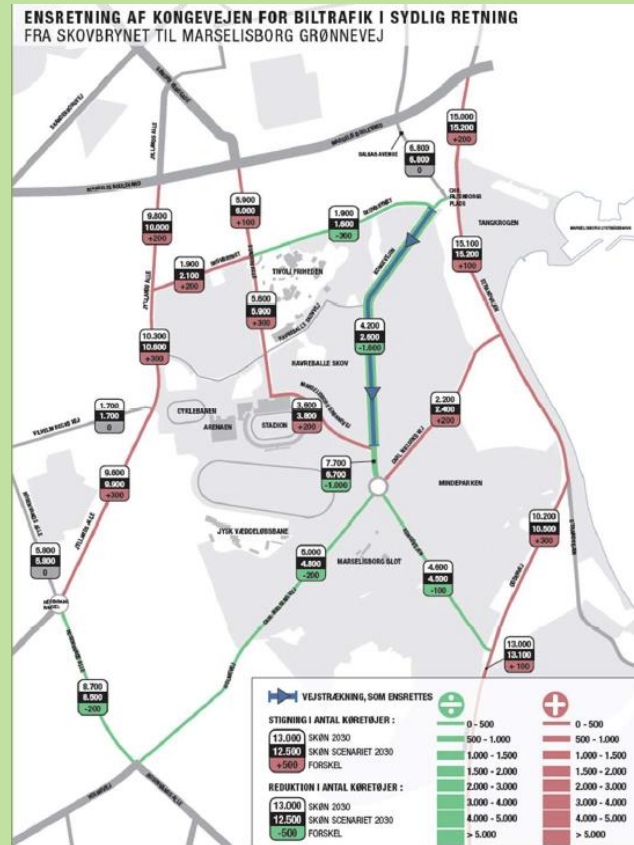 ENSRETNING AF KONGEVEJEN FOR BILTRAFIK I SYDLIG RETNING
FRA SKOVBRYNET TIL MARSELISBORG GRØNNEVEJ
15.000
15.200
+200
6.800
6.800
0
DALGAS AVENUE
CHR.
FILTENBORGS
PLADS
TANGKROGEN
9.800
10.000
+200
5.900
6.000
+100
1.900
1.600
-300
SKOVBRYNET
15.100
15.200
+100
1.900
2.100
+200
SKOVBRYNET
TIVOLI FRIHEDEN
5.600
5.900
+300
4.200
2.600
10.300
10.600
+300
HAVREBALLE SKOV
2.200
2.400
+200
1.700
1.700
0
CYKLEBANEN
ARENAEN
STADION
3.600
3.800
+200
7.700
6.700
-1.000
MINDEPARKEN
9.600
9.900
+300
10.200
10.500
+300
JYSK VÆDDELØBSBANE
5.000
4.800
-200
MARSELISBORG SLOT
4.600
4.500
-100
5.800
5.800
0
13.000
13.100
+100
8.700
8.500
-200
VEJSTRÆKNING, SOM ENSRETTES
STIGNING I ANTAL KØRETØJER :
13.000 SKØN 2030
12.500 SKØN SCENARIET 2030
+500 FORSKEL
REDUKTION I ANTAL KØRETØJER :
13.000 SKØN 2030
12.500 SKØN SCENARIET 2030
-500 FORSKEL
÷
0 - 500
500 - 1.000
1.000 - 1.500
1.500 - 2.000
2.000 - 3.000
3.000 - 4.000
4.000 - 5.000
> 5.000
+
0 - 500
500 - 1.000
1.000 - 1.500
1.500 - 2.000
2.000 - 3.000
3.000 - 4.000
4.000 - 5.000
> 5.000